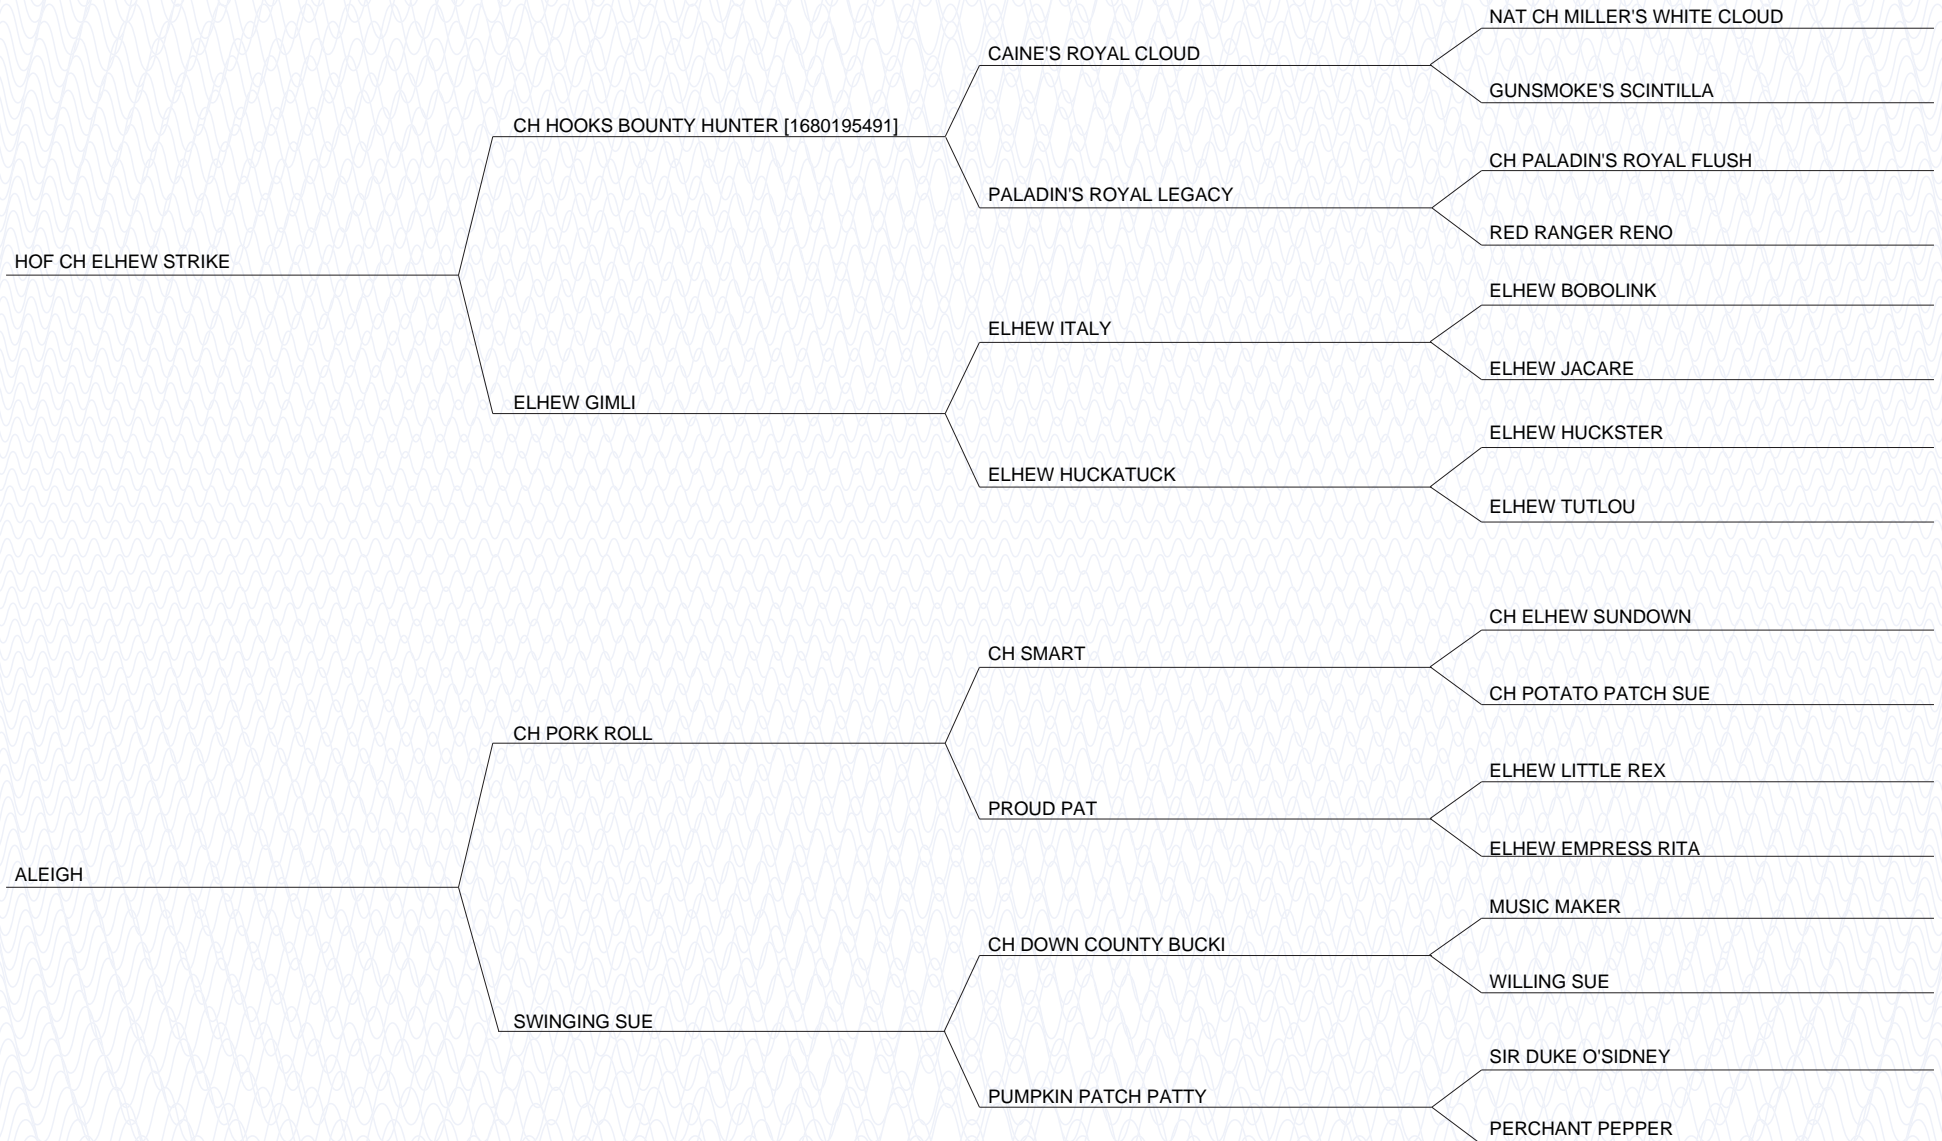 NAT CH MILLER'S WHITE CLOUD
CAINE'S ROYAL CLOUD
GUNSMOKE'S SCINTILLA
CH HOOKS BOUNTY HUNTER [1680195491]
CH PALADIN'S ROYAL FLUSH
PALADIN'S ROYAL LEGACY
RED RANGER RENO
HOF CH ELHEW STRIKE
ELHEW BOBOLINK
ELHEW ITALY
ELHEW JACARE
ELHEW GIMLI
ELHEW HUCKSTER
ELHEW HUCKATUCK
ELHEW TUTLOU
CH ELHEW SUNDOWN
CH SMART
CH POTATO PATCH SUE
CH PORK ROLL
ELHEW LITTLE REX
PROUD PAT
ELHEW EMPRESS RITA
ALEIGH
MUSIC MAKER
CH DOWN COUNTY BUCKI
WILLING SUE
SWINGING SUE
SIR DUKE O'SIDNEY
PUMPKIN PATCH PATTY
PERCHANT PEPPER